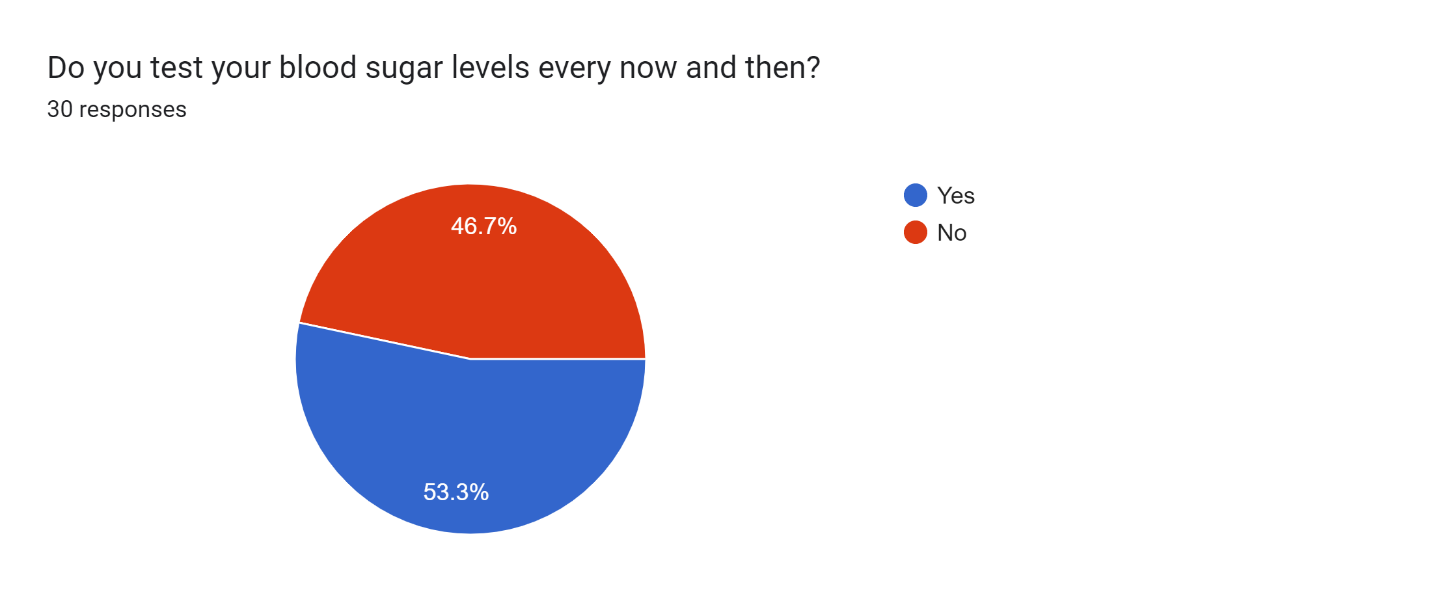 Do you test your blood sugar levels every now and then?
30 responses
46.7%
53.3%
Yes
No